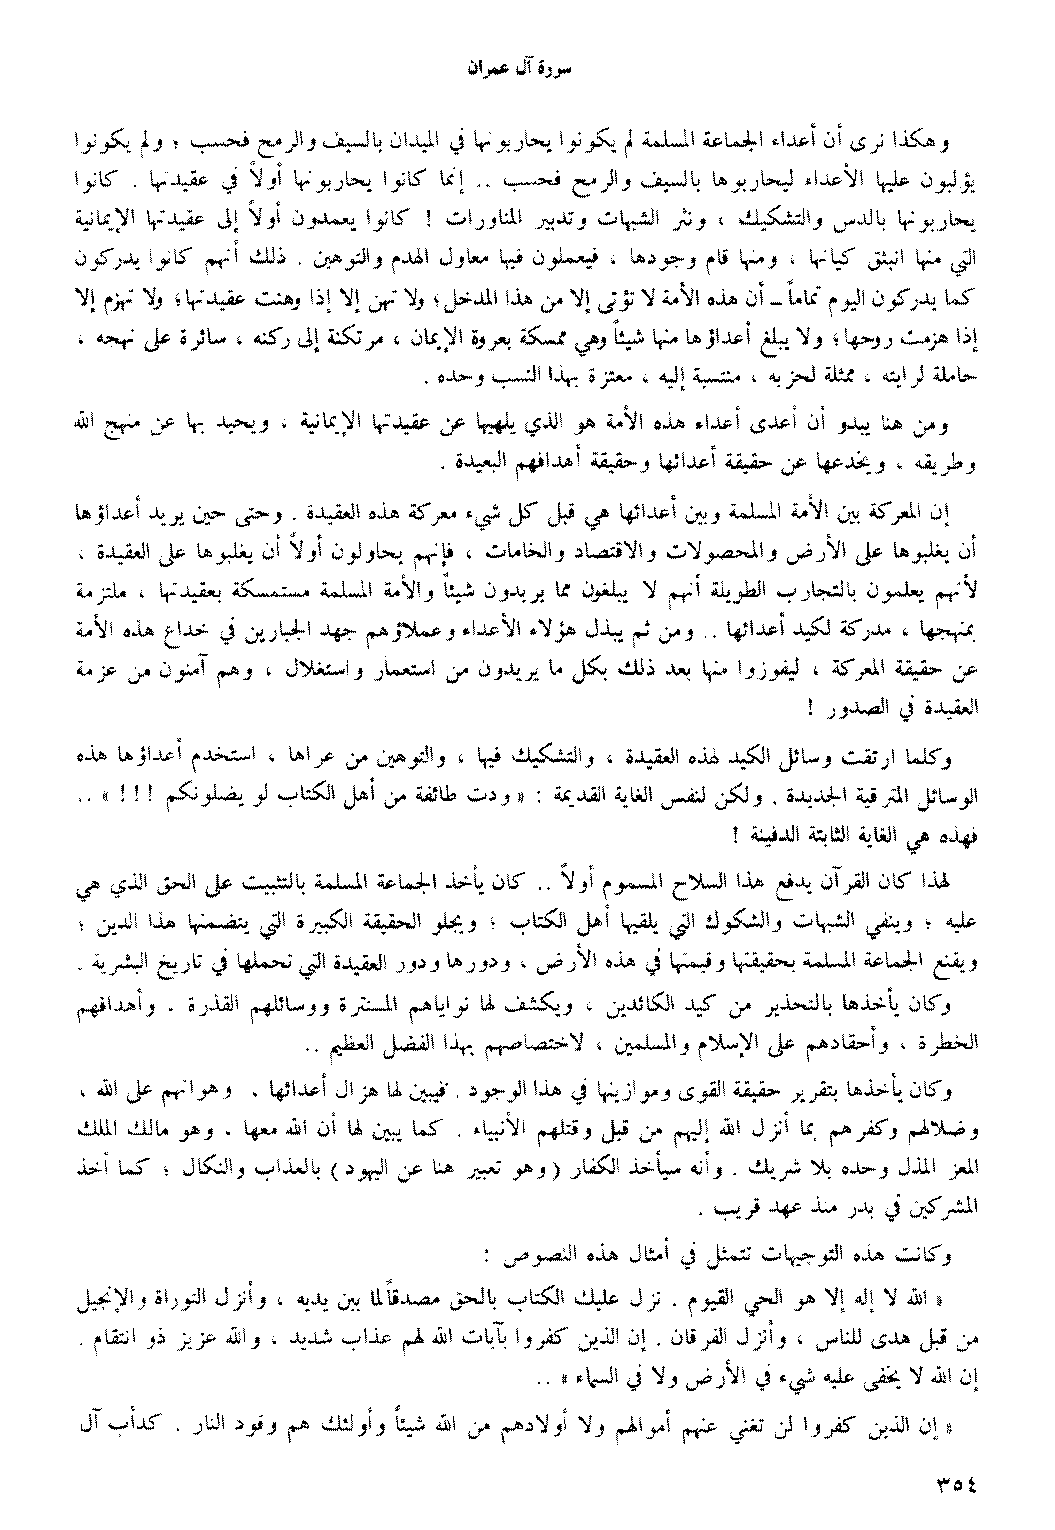 سورة آل عمران
وهكذا نرى أن أعداء الجماعة المسلمة لم يكونوا يحاربونها في الميدان بالسيف والرمح فحسب ؛ ولم يكونوا
يؤلبون عليها الأعداء ليحاربوها بالسيف والرمح فحسب .. إنما كانوا يحاربونها أولاً في عقيدتها . كانوا
يحاربونها بالدس والتشكيك ، ونثر الشبهات وتدبير المناورات ! كانوا يعمدون أولاً إلى عقيدتها الإيمانية
التي منها انبثق كيانها ، ومنها قام وجودها ، فيعملون فيها معاول الهدم والتوهين . ذلك أنهم كانوا يدركون
كما يدركون اليوم تماماً – أن هذه الأمة لا تؤتى إلا من هذا المدخل؛ ولا تهن إلا إذا وهنت عقيدتها؛ ولا تهزم إلا
إذا هزمت روحها؛ ولا يبلغ أعداؤها منها شيئاً وهي ممسكة بعروة الإيمان ، مرتكنة إلى ركنه ، سائرة على نهجه ،
حاملة لرايته ، ممثلة لحزبه ، منتسبة إليه ، معتزة بهذا النسب وحده .
ومن هنا يبدو أن أعدى أعداء هذه الأمة هو الذي يلهيها عن عقيدتها الإيمانية ، ويحيد بها عن منهج الله
وطريقه ، ويخدعها عن حقيقة أعدائها وحقيقة أهدافهم البعيدة .
إن المعركة بين الأمة المسلمة وبين أعدائها هي قبل كل شيء معركة هذه العقيدة . وحتى حين يريد أعداؤها
أن يغلبوها على الأرض والمحصولات والاقتصاد والخامات ، فإنهم يحاولون أولاً أن يغلبوها على العقيدة ،
لأنهم يعلمون بالتجارب الطويلة أنهم لا يبلغون مما يريدون شيئاً والأمة المسلمة مستمسكة بعقيدتها ، ملتزمة
بمنهجها ، مدركة لكيد أعدائها .. ومن ثم يبذل هؤلاء الأعداء وعملاؤهم جهد الجبارين في خداع هذه الأمة
عن حقيقة المعركة ، ليفوزوا منها بعد ذلك بكل ما يريدون من استعمار واستغلال ، وهم آمنون من عزمة
العقيدة في الصدور !
وكلما ارتقت وسائل الكيد لهذه العقيدة ، والتشكيك فيها ، والتوهين من عراها ، استخدم أعداؤها هذه
الوسائل المترقية الجديدة . ولكن لنفس الغاية القديمة : « ودت طائفة من أهل الكتاب لو يضلونكم !!! » ..
فهذه هي الغاية الثابتة الدفينة !
لهذا كان القرآن يدفع هذا السلاح المسموم أولاً .. كان يأخذ الجماعة المسلمة بالتثبيت على الحق الذي هي
عليه ؛ وينفي الشبهات والشكوك التي يلقيها أهل الكتاب ؛ ويجلو الحقيقة الكبيرة التي يتضمنها هذا الدين ؛
ويقنع الجماعة المسلمة بحقيقتها وقيمتها في هذه الأرض ، ودورها ودور العقيدة التي تحملها في تاريخ البشرية .
وكان يأخذها بالتحذير من كيد الكائدين ، ويكشف لها نواياهم المستترة ووسائلهم القذرة . وأهدافهم
الخطرة ، وأحقادهم على الإسلام والمسلمين ، لاختصاصهم بهذا الفضل العظيم ..
وكان يأخذها بتقرير حقيقة القوى وموازينها في هذا الوجود . فيبين لها هزال أعدائها ، وهوانهم على الله ،
وضلالهم وكفرهم بما أنزل الله إليهم من قبل وقتلهم الأنبياء . كما يبين لها أن الله معها ، وهو مالك الملك
المعز المذل وحده بلا شريك . وأنه سيأخذ الكفار ( وهو تعبير هنا عن اليهود ) بالعذاب والنكال ؛ كما أخذ
المشركين في بدر منذ عهد قريب .
وكانت هذه التوجيهات تتمثل في أمثال هذه النصوص :
« الله لا إله إلا هو الحي القيوم . نزل عليك الكتاب بالحق مصدقاً لما بين يديه ، وأنزل التوراة والإنجيل
من قبل هدى للناس ، وأنزل الفرقان . إن الذين كفروا بآيات الله لهم عذاب شديد ، والله عزيز ذو انتقام .
إن الله لا يخفى عليه شيء في الأرض ولا في السماء » ..
« إن الذين كفروا لن تغني عنهم أموالهم ولا أولادهم من الله شيئاً وأولئك هم وقود النار . كدأب آل
٣٥٤